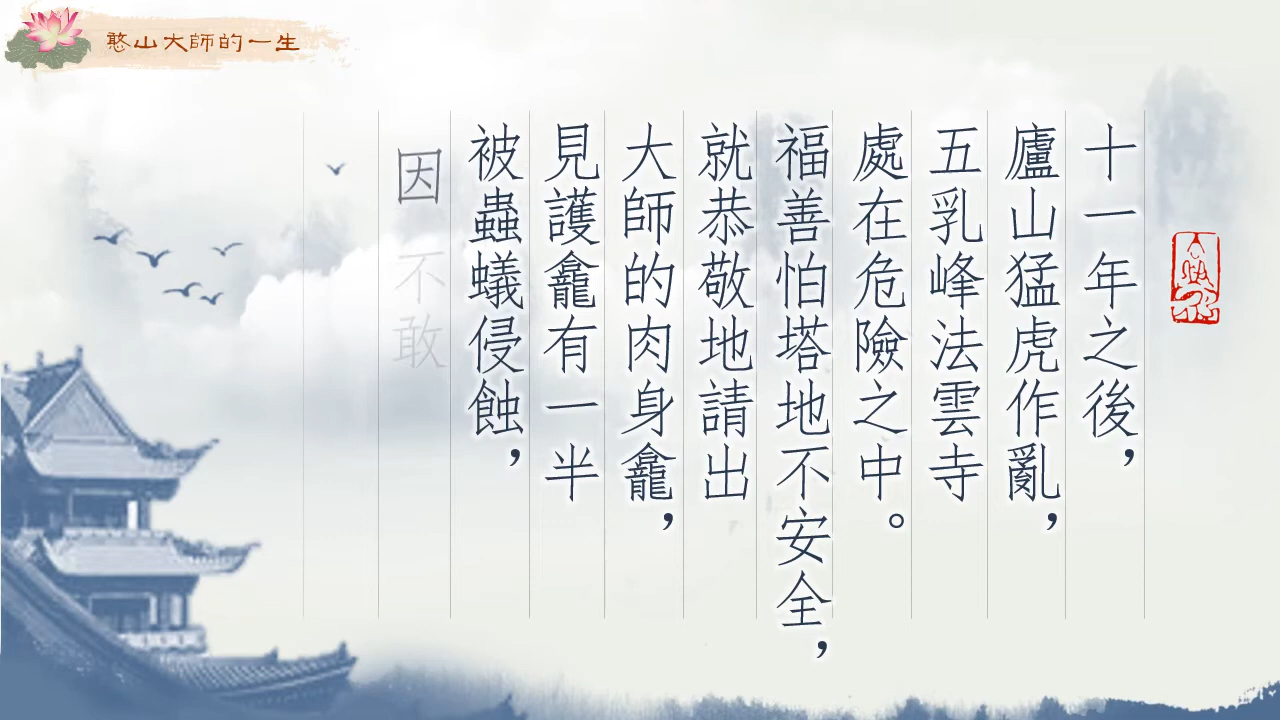 憨山大師的一生
十一年之後，
廬山猛虎作亂，
五乳峰法雲寺
處在危險之中。
福善怕塔地不安全，
就恭敬地請出
大師的肉身龕，
見護龕有一半
被蟲蟻侵蝕，
因 不敢